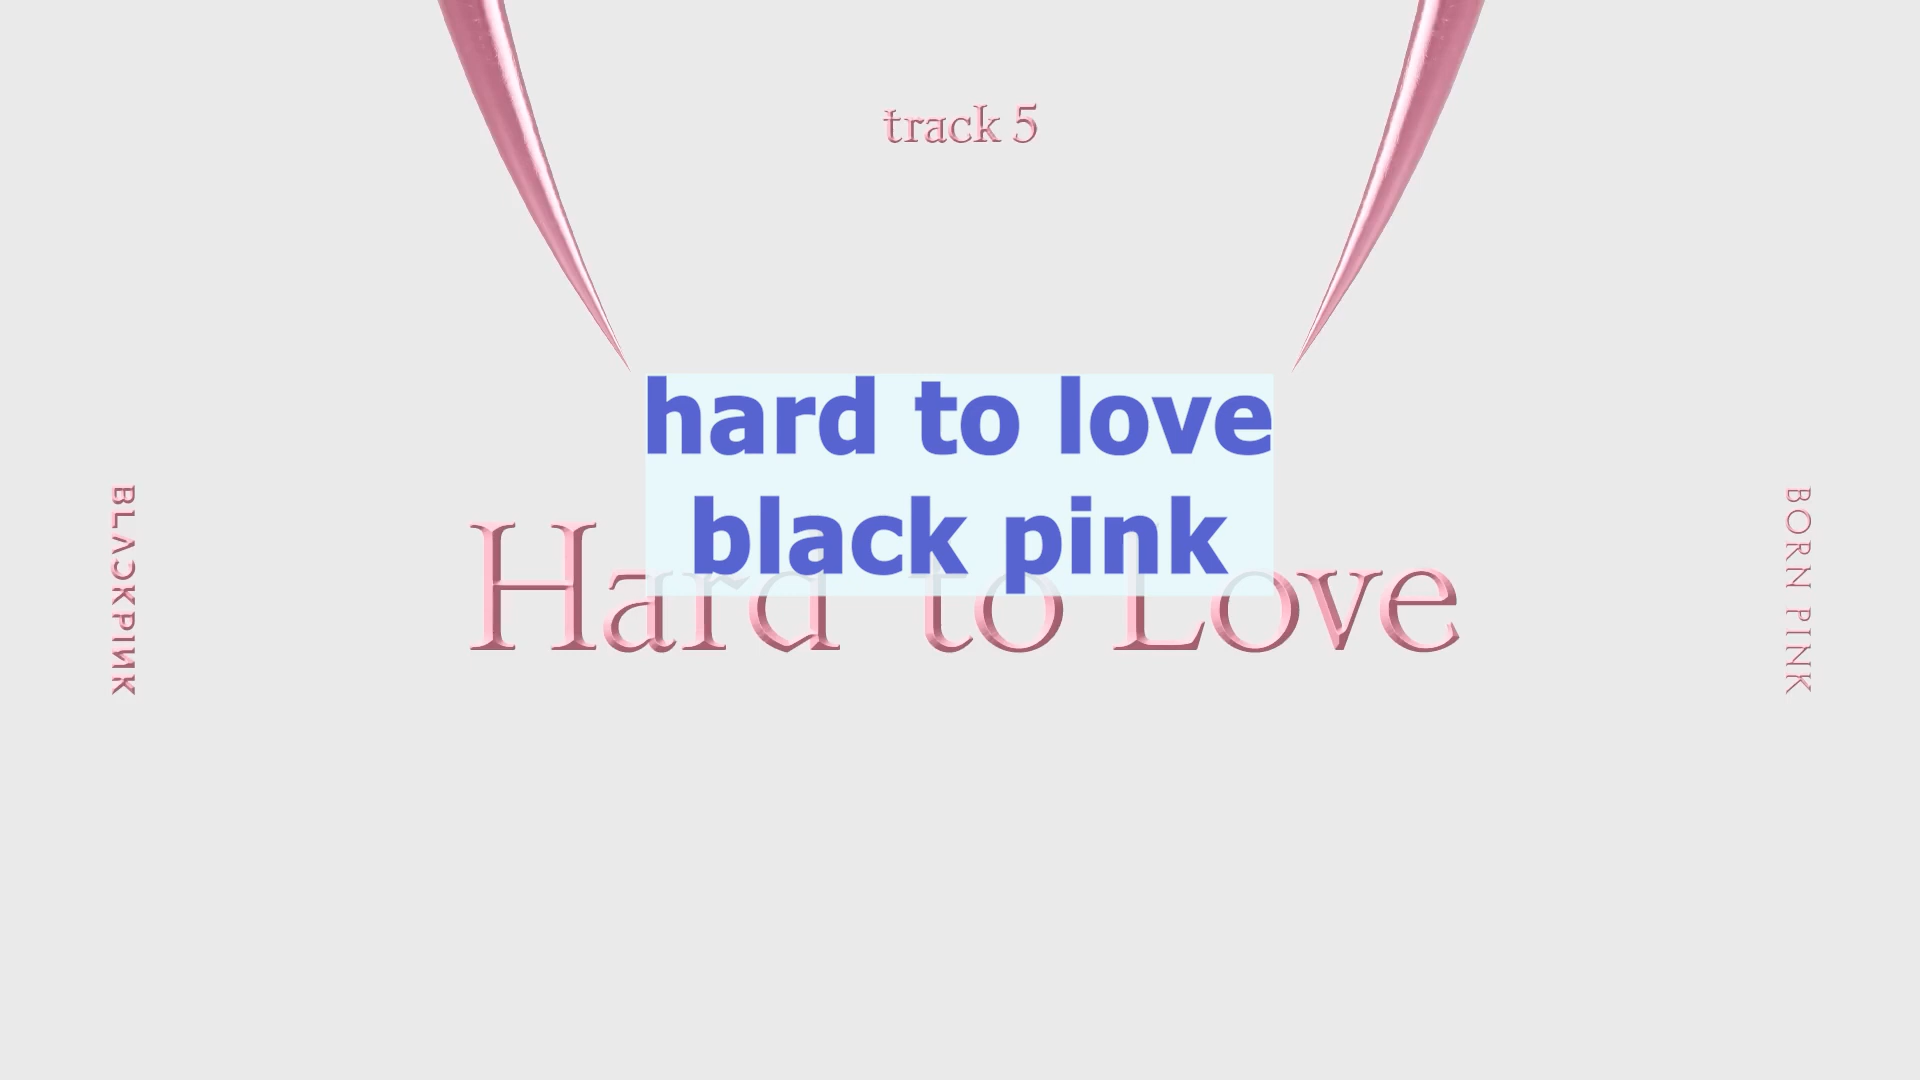 track 5
hard to love
black pink
Hard to Love
BLACKPINK
BORN PINK